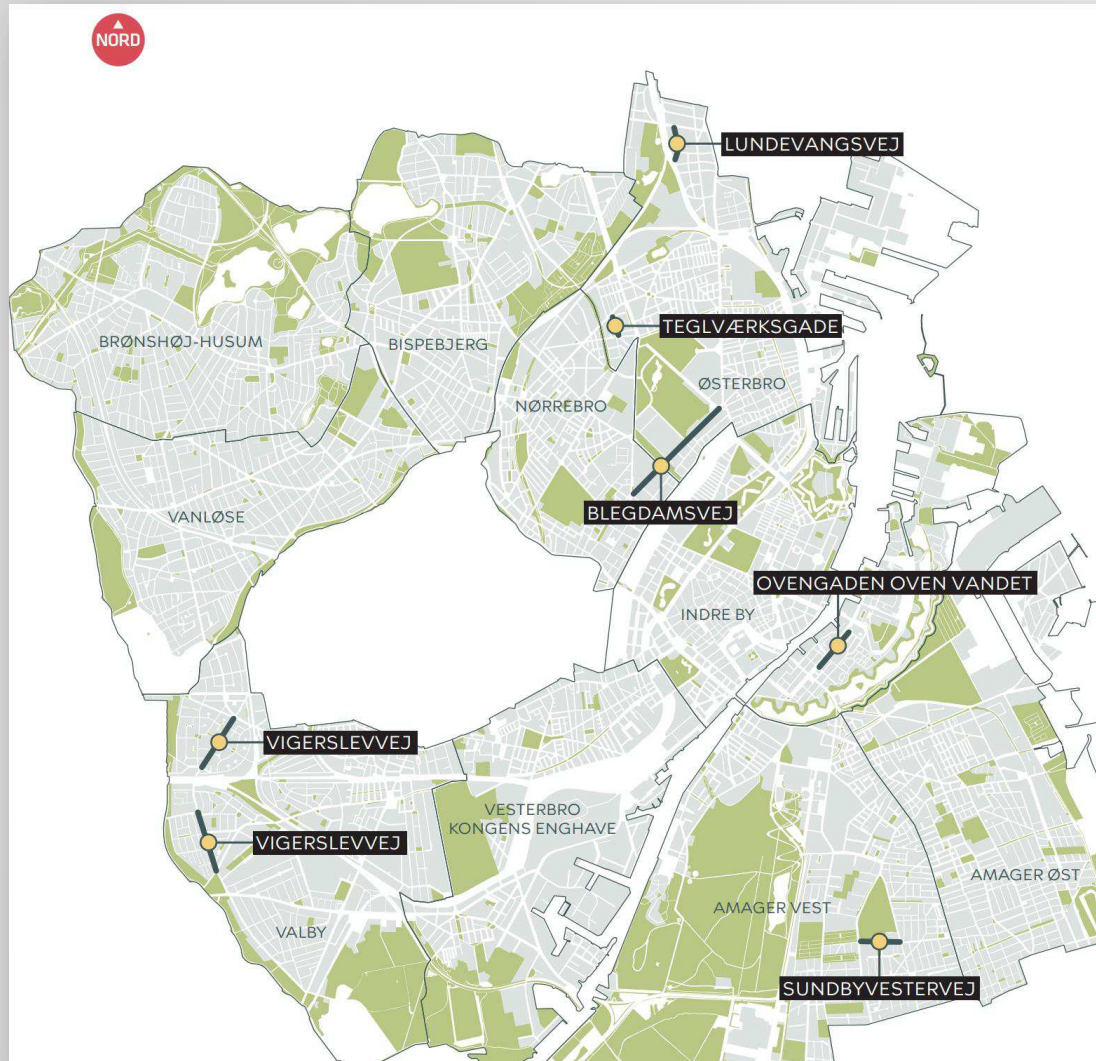 NORD
LUNDEVANGSVEJ
TEGLVÆRKSGADE
BRØNSHØJ-HUSUM
BISPEBJERG
ØSTERBRO
NØRREBRO
BLEGDAMSVEJ
VANLØSE
OVENGADEN OVEN VANDET
INDRE BY
VIGERSLEVVEJ
VESTERBRO
KONGENS ENGHAVE
VIGERSLEVVEJ
AMAGER ØST
AMAGER VEST
VALBY
SUNDBYVESTERVEJ